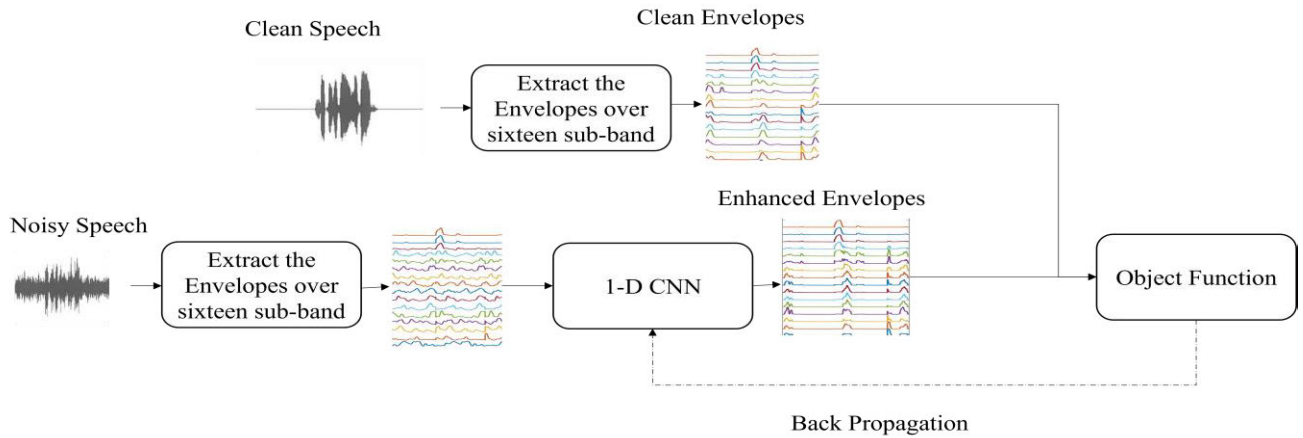 Clean Speech
Extract the
Envelopes over
sixteen sub-band
Clean Envelopes
Noisy Speech
Extract the
Envelopes over
sixteen sub-band
1-D CNN
Enhanced Envelopes
Object Function
Back Propagation